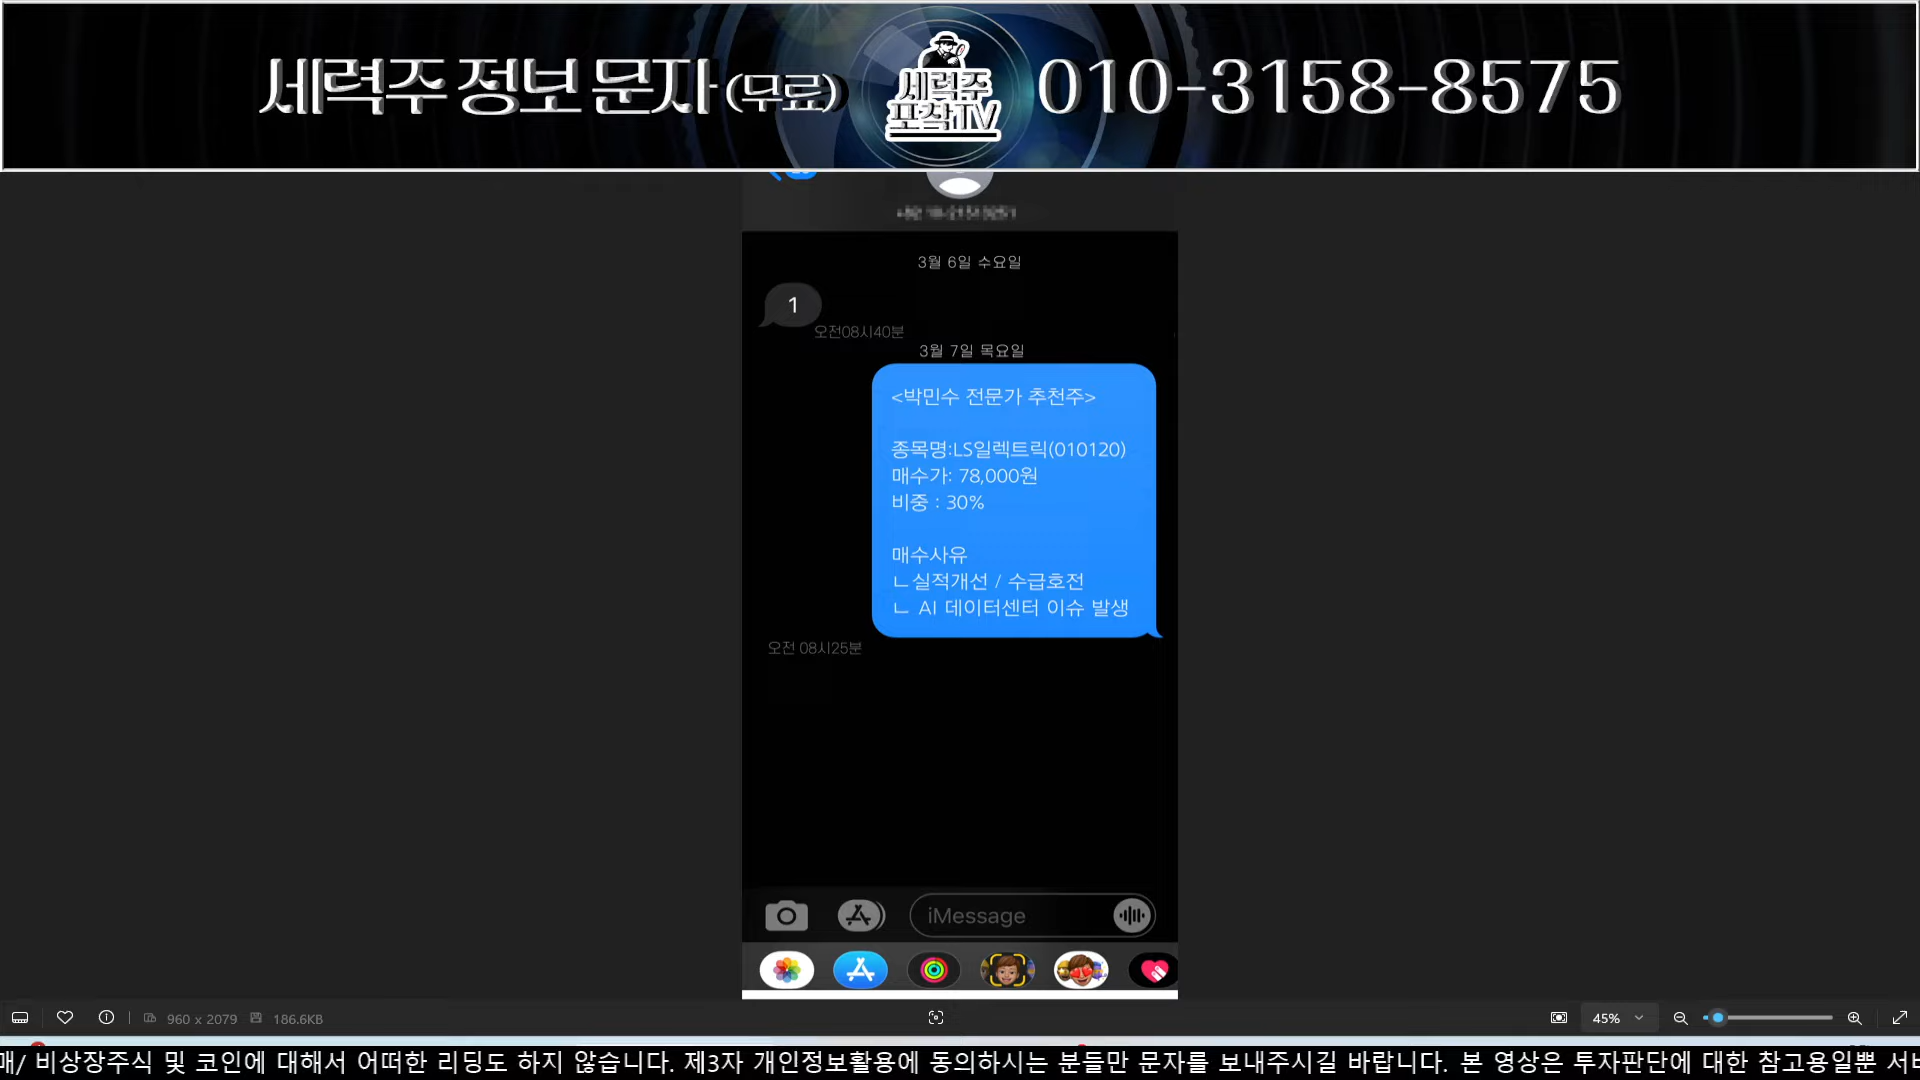 세력주 정보 문자 (무료)
세력주
포착TV
010-3158-8575
3월 6일 수요일
1
오전08시40분
3월 7일 목요일
<박민수 전문가 추천주>
종목명:LS일렉트릭(010120)
매수가: 78,000원
비중 : 30%
매수사유
ㄴ실적개선 / 수급호전
ㄴ AI 데이터센터 이슈 발생
오전 08시25분
iMessage
960 x 2079
186.6KB
45%
매/ 비상장주식 및 코인에 대해서 어떠한 리딩도 하지 않습니다. 제3자 개인정보활용에 동의하시는 분들만 문자를 보내주시길 바랍니다. 본 영상은 투자판단에 대한 참고용일뿐